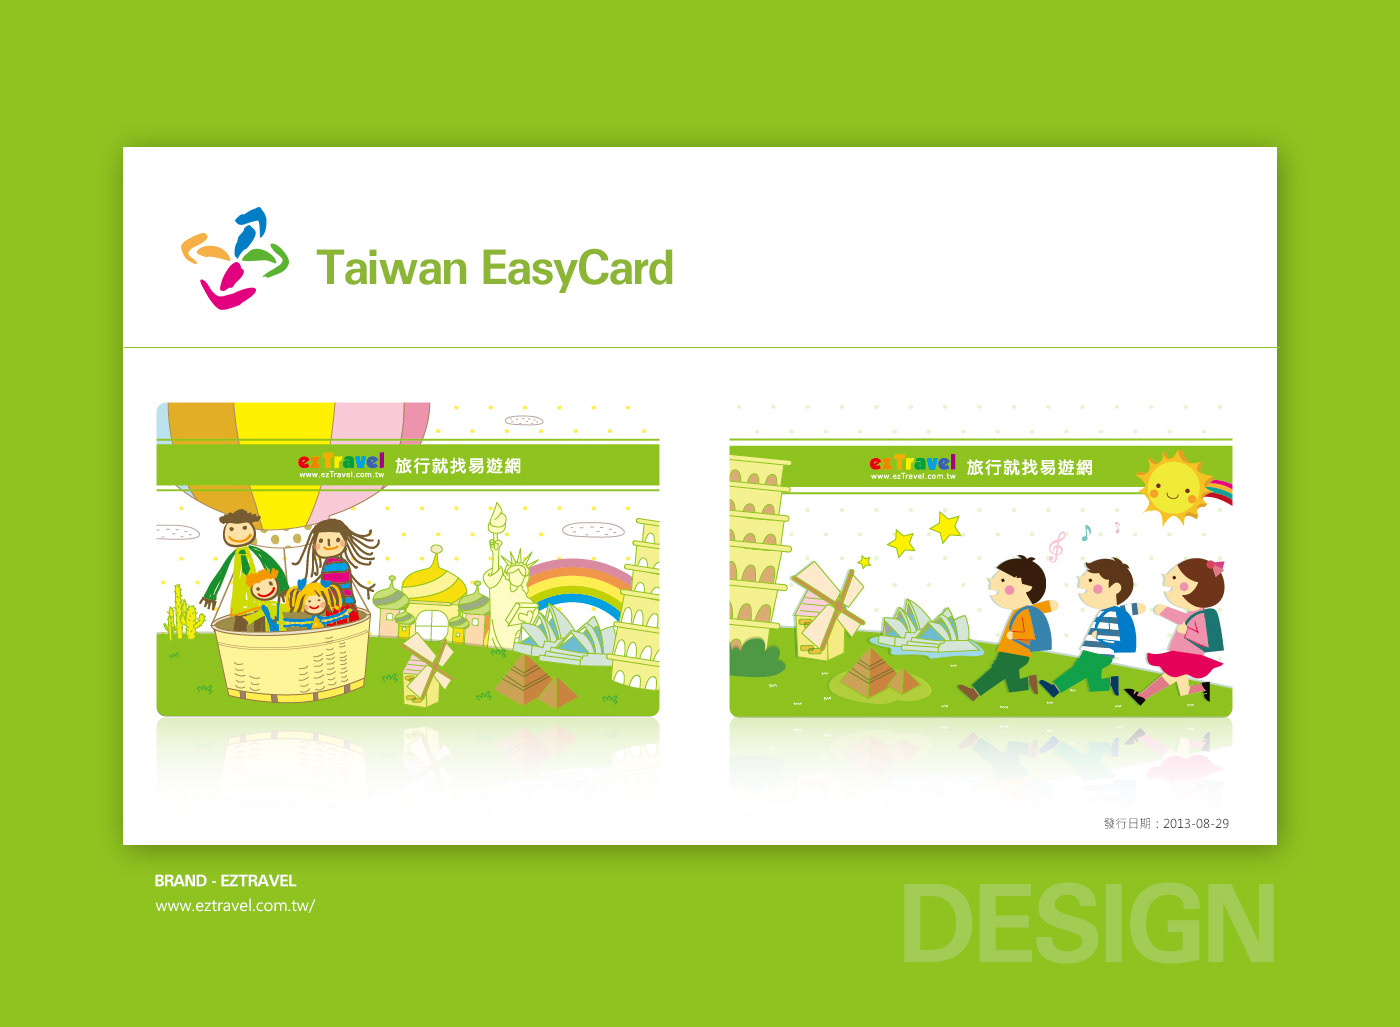 Taiwan EasyCard
ezTravel 旅行就找易遊網
www.ezTravel.com.tw
ezTravel 旅行就找易遊網
www.ezTravel.com.tw
發行日期：2013-08-29
BRAND - EZTRAVEL
www.eztravel.com.tw/
DESIGN